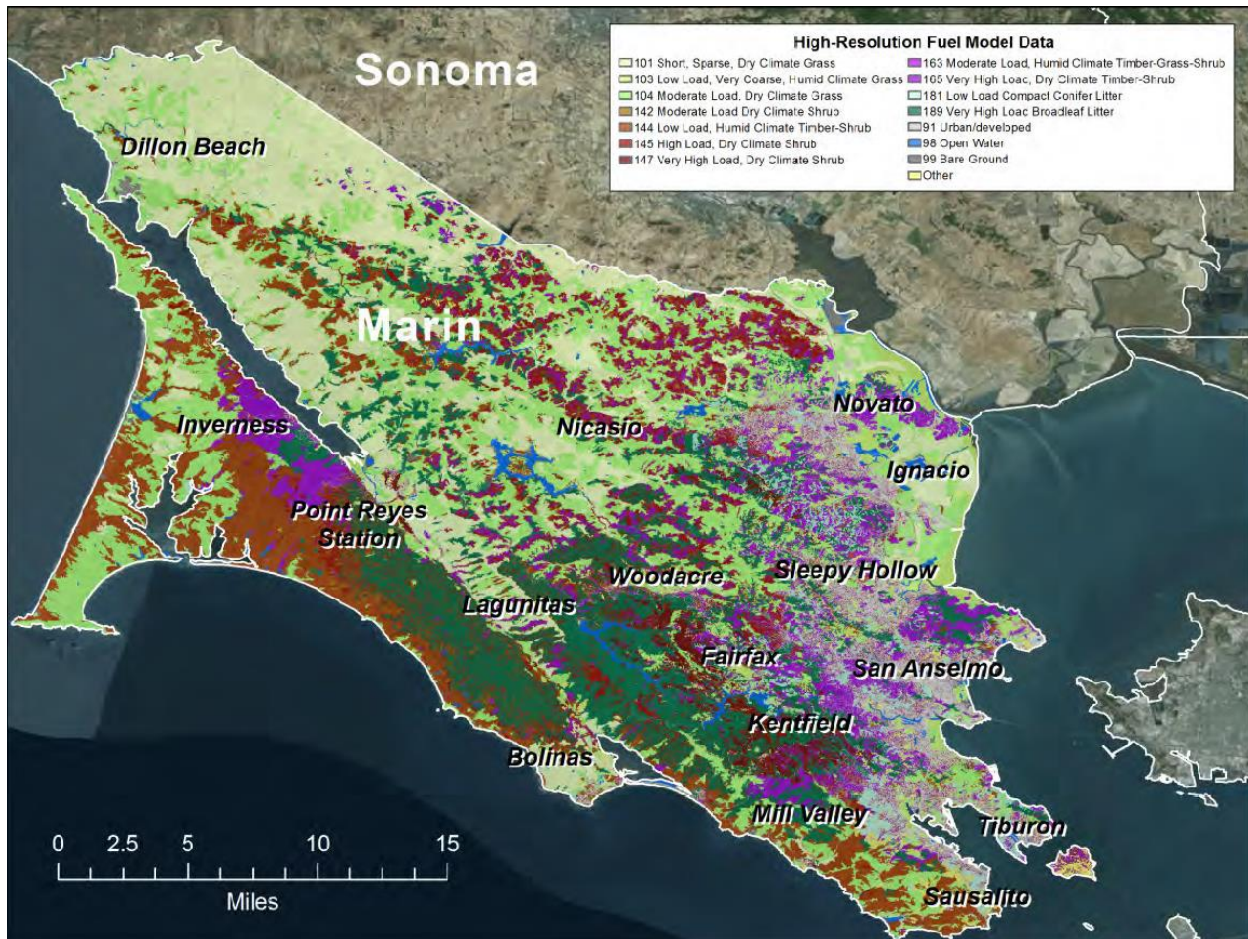 Sonoma
High-Resolution Fuel Model Data
101 Short, Sparse, Dry Climate Grass
103 Low Load, Very Coarse, Humid Climate Grass
104 Moderate Load, Dry Climate Grass
142 Moderate Load Dry Climate Shrub
144 Low Load, Humid Climate Timber-Shrub
145 High Load, Dry Climate Shrub
147 Very High Load, Dry Climate Shrub
163 Moderate Load, Humid Climate Timber-Grass-Shrub
165 Very High Load, Dry Climate Timber-Shrub
181 Low Load Compact Conifer Litter
189 Very High Load Broadleaf Litter
91 Urban/developed
98 Open Water
99 Bare Ground
Other
Dillon Beach
Marin
Inverness
Nicasio
Novato
Ignacio
Point Reyes
Station
Woodacre
Sleepy Hollow
Lagunitas
Fairfax
San Anselmo
Kentfield
Bolinas
Mill Valley
Tiburon
Sausalito
0 2.5 5 10 15
Miles